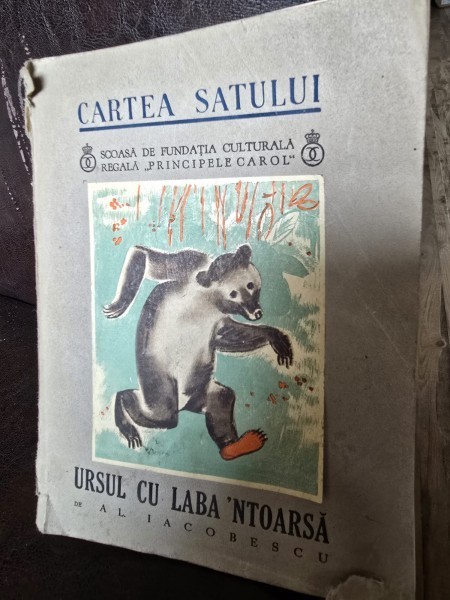 CARTEA SATULUI
SCOASĂ DE FUNDAȚIA CULTURALĂ
REGALĂ „PRINCIPELE CAROL“
URSUL CU LABA 'NTOARSĂ
DE AL. IACOBESCU